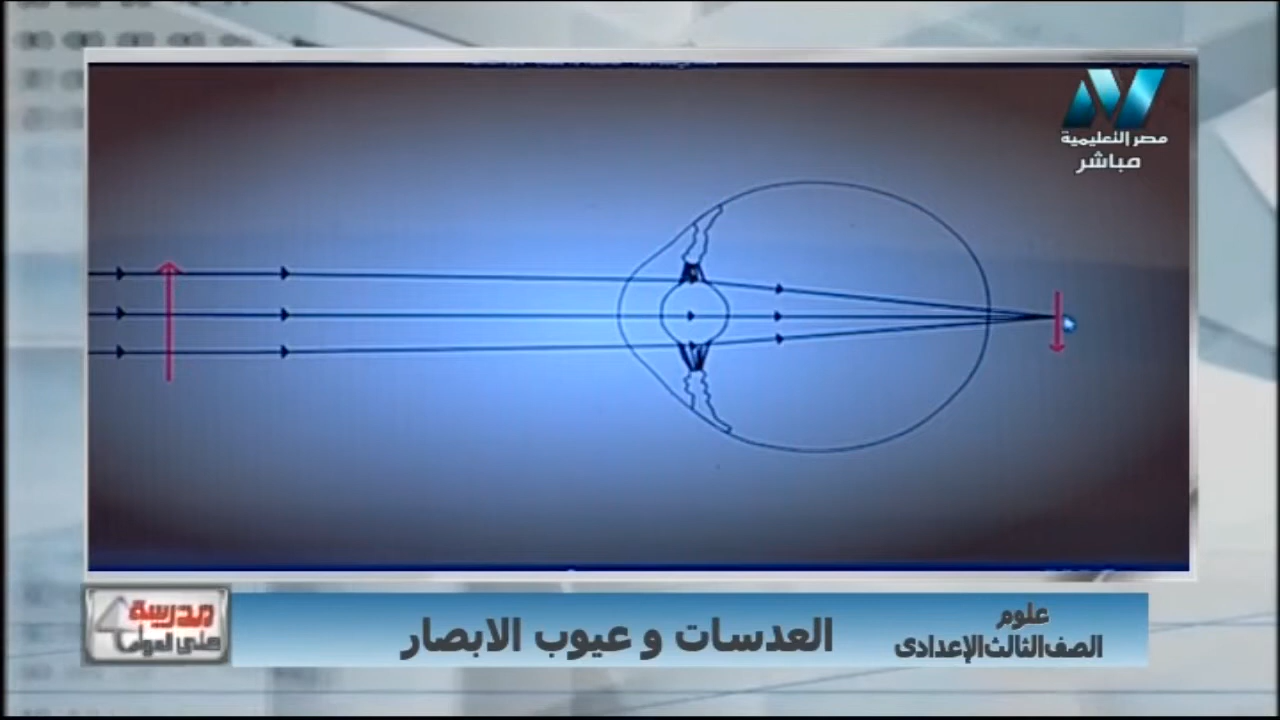 مصر التعليمية
مباشر
علوم
الصف الثالث الإعدادى
العدسات و عيوب الابصار
مدرسة
على الهواء